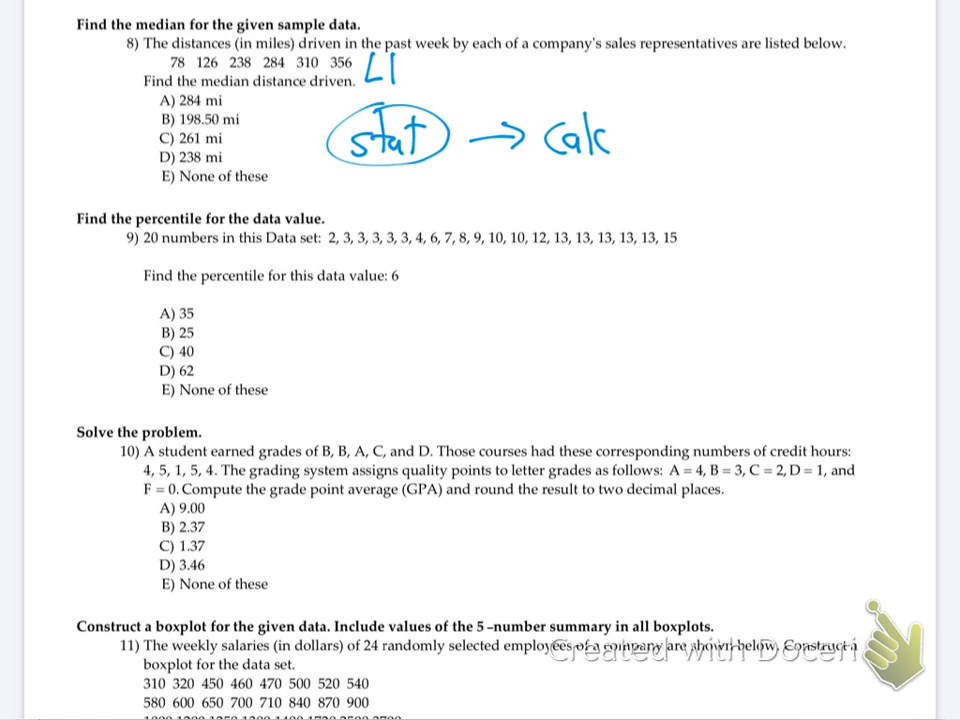 Find the median for the given sample data.
8) The distances (in miles) driven in the past week by each of a company's sales representatives are listed below.
78 126 238 284 310 356 L1
Find the median distance driven.
A) 284 mi
B) 198.50 mi
C) 261 mi
D) 238 mi
E) None of these
stat → Calc
Find the percentile for the data value.
9) 20 numbers in this Data set: 2, 3, 3, 3, 3, 3, 4, 6, 7, 8, 9, 10, 10, 12, 13, 13, 13, 13, 13, 15
Find the percentile for this data value: 6
A) 35
B) 25
C) 40
D) 62
E) None of these
Solve the problem.
10) A student earned grades of B, B, A, C, and D. Those courses had these corresponding numbers of credit hours:
4, 5, 1, 5, 4. The grading system assigns quality points to letter grades as follows: A = 4, B = 3, C = 2, D = 1, and
F = 0. Compute the grade point average (GPA) and round the result to two decimal places.
A) 9.00
B) 2.37
C) 1.37
D) 3.46
E) None of these
Construct a boxplot for the given data. Include values of the 5-number summary in all boxplots.
11) The weekly salaries (in dollars) of 24 randomly selected employees of a company are shown below. Construct a
boxplot for the data set.
310 320 450 460 470 500 520 540
580 600 650 700 710 840 870 900
Created with Doceri